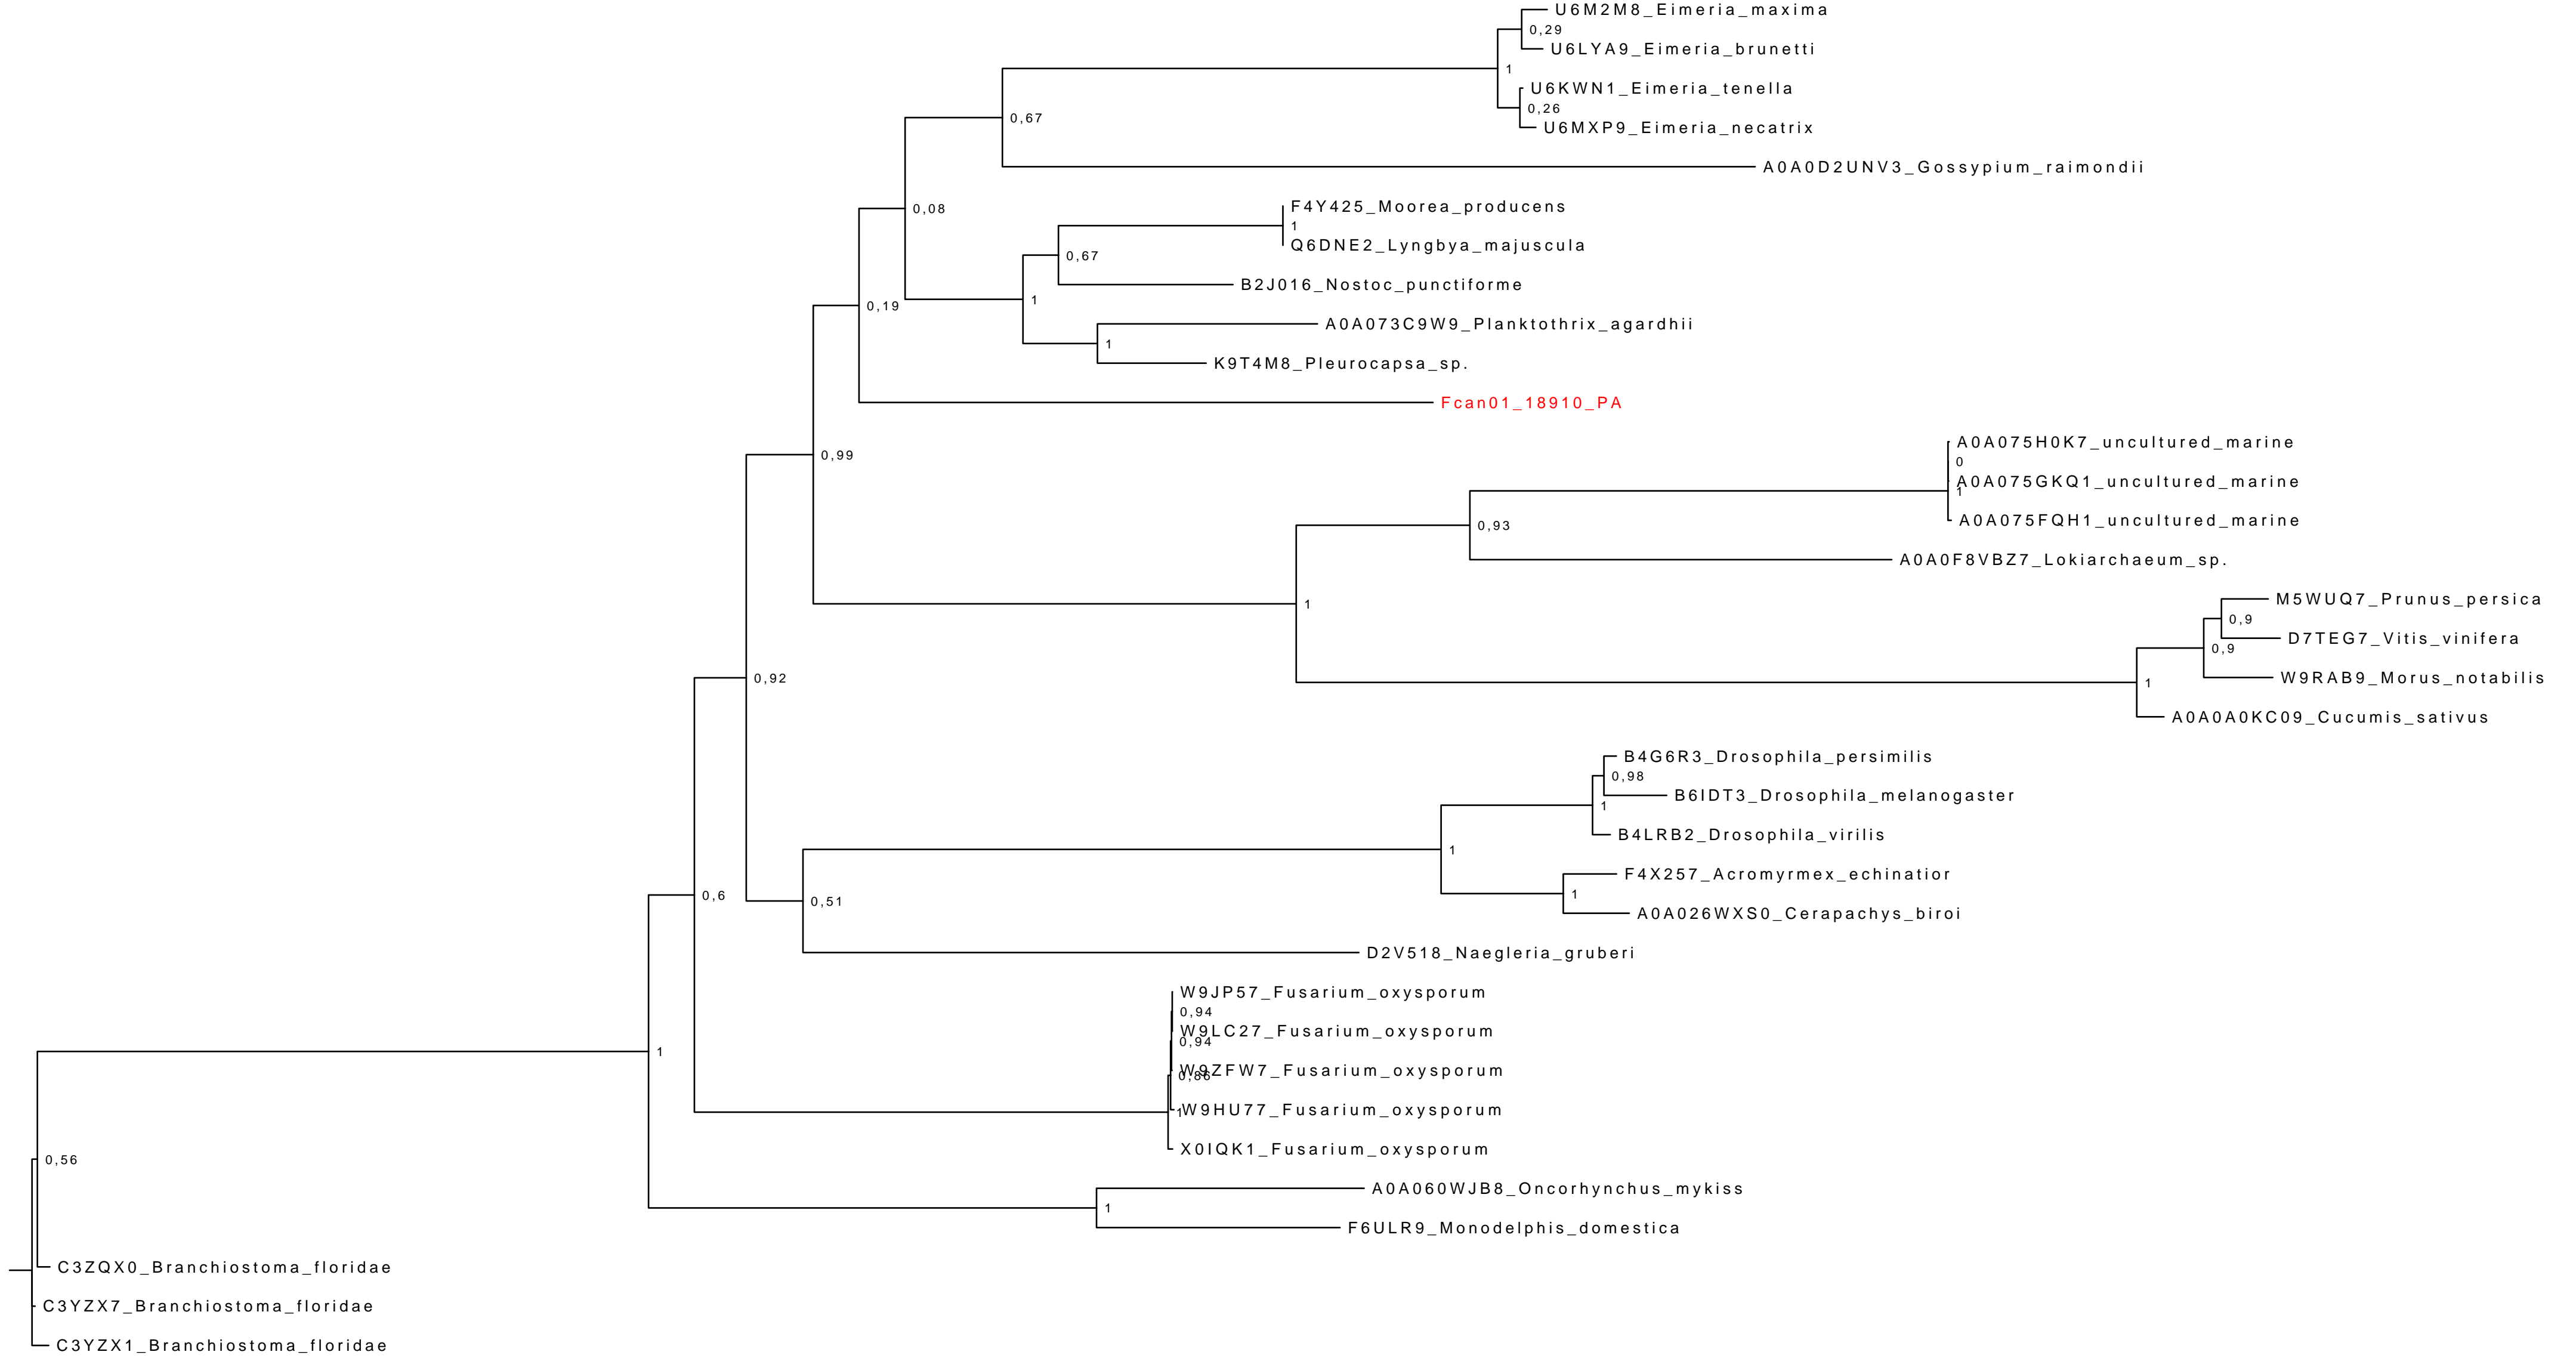 U6M2M8_Eimeria_maxima
0,29
U6LYA9_Eimeria_brunetti
1
U6KWN1_Eimeria_tenella
0,26
U6MXP9_Eimeria_necatrix
0,67
A0A0D2UNV3_Gossypium_raimondii
0,08
F4Y425_Moorea_producens
1
Q6DNE2_Lyngbya_majuscula
0,67
B2J016_Nostoc_punctiforme
1
0,19
A0A073C9W9_Planktothrix_agardhii
1
K9T4M8_Pleurocapsa_sp.
Fcan01_18910_PA
A0A075H0K7_uncultured_marine
0,99
0
A0A075GKQ1_uncultured_marine
1
A0A075FQH1_uncultured_marine
0,93
A0A0F8VBZ7_Lokiarchaeum_sp.
M5WUQ7_Prunus_persica
1
0,9
D7TEG7_Vitis_vinifera
0,9
W9RAB9_Morus_notabilis
0,92
1
A0A0A0KC09_Cucumis_sativus
B4G6R3_Drosophila_persimilis
0,98
B6IDT3_Drosophila_melanogaster
1
B4LRB2_Drosophila_virilis
1
F4X257_Acromyrmex_echinatior
1
0,6
0,51
A0A026WXS0_Cerapachys_biroi
D2V518_Naegleria_gruberi
W9JP57_Fusarium_oxysporum
0,94
W9LC27_Fusarium_oxysporum
0,94
1
W9ZFW7_Fusarium_oxysporum
0,86
W9HU77_Fusarium_oxysporum
1
X0IQK1_Fusarium_oxysporum
0,56
A0A060WJB8_Oncorhynchus_mykiss
1
F6ULR9_Monodelphis_domestica
C3ZQX0_Branchiostoma_floridae
C3YZX7_Branchiostoma_floridae
C3YZX1_Branchiostoma_floridae